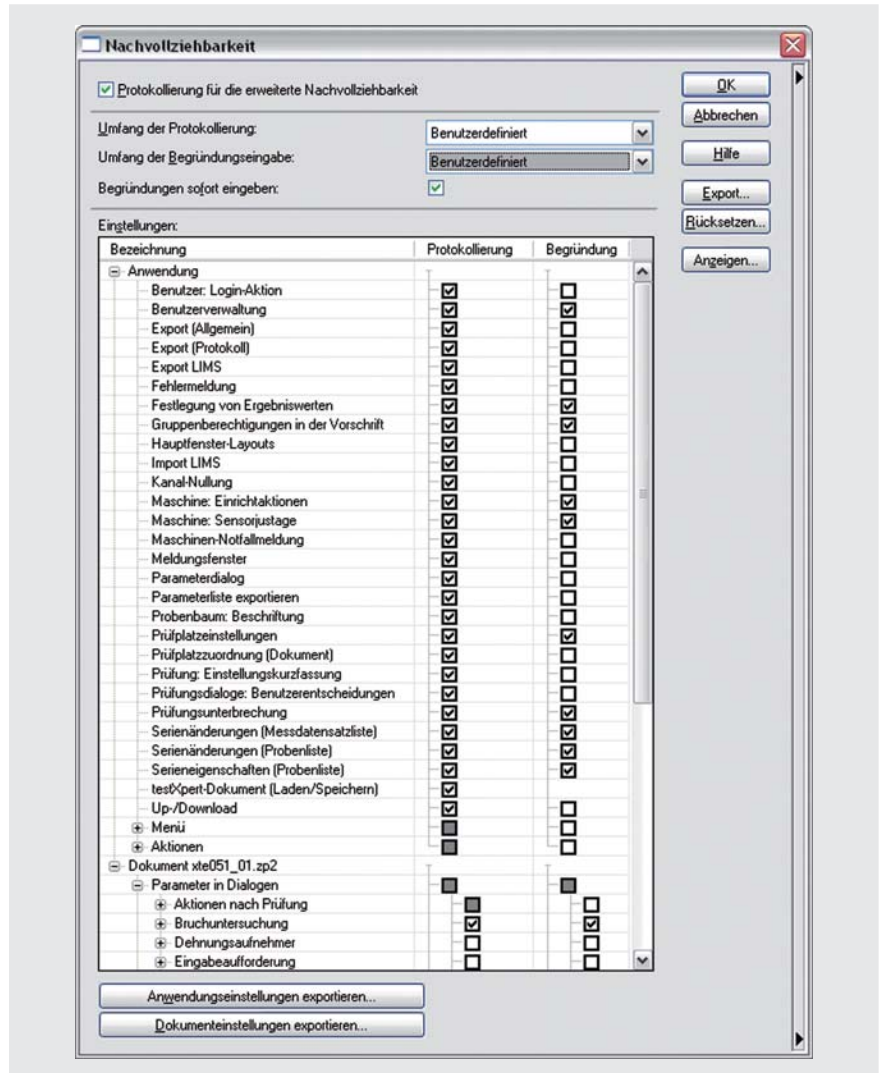 Nachvollziehbarkeit
Protokollierung für die erweiterte Nachvollziehbarkeit
OK
Abbrechen
Umfang der Protokollierung: Benutzerdefiniert
Hilfe
Umfang der Begründungseingabe: Benutzerdefiniert
Begründungen sofort eingeben:
Export...
Rücksetzen...
Einstellungen:
Anzeigen...
Bezeichnung Protokollierung Begründung
Anwendung
Benutzer: Login-Aktion
Benutzerverwaltung
Export (Allgemein)
Export (Protokoll)
Export LIMS
Fehlermeldung
Festlegung von Ergebniswerten
Gruppenberechtigungen in der Vorschrift
Hauptfenster-Layouts
Import LIMS
Kanal-Nullung
Maschine: Einrichtaktionen
Maschine: Sensorjustage
Maschinen-Notfallmeldung
Meldungsfenster
Parameterdialog
Parameterliste exportieren
Probenbaum: Beschriftung
Prüfplatzeinstellungen
Prüfplatzzuordnung (Dokument)
Prüfung: Einstellungskurzfassung
Prüfungsdialoge: Benutzerentscheidungen
Prüfungsunterbrechung
Serienänderungen (Messdatensatzliste)
Serienänderungen (Probenliste)
Serieneigenschaften (Probenliste)
testXpert-Dokument (Laden/Speichern)
Up-/Download
Menü
Aktionen
Dokument xte051_01.zp2
Parameter in Dialogen
Aktionen nach Prüfung
Bruchuntersuchung
Dehnungsaufnehmer
Eingabeaufforderung
Anwendungseinstellungen exportieren...
Dokumenteinstellungen exportieren...